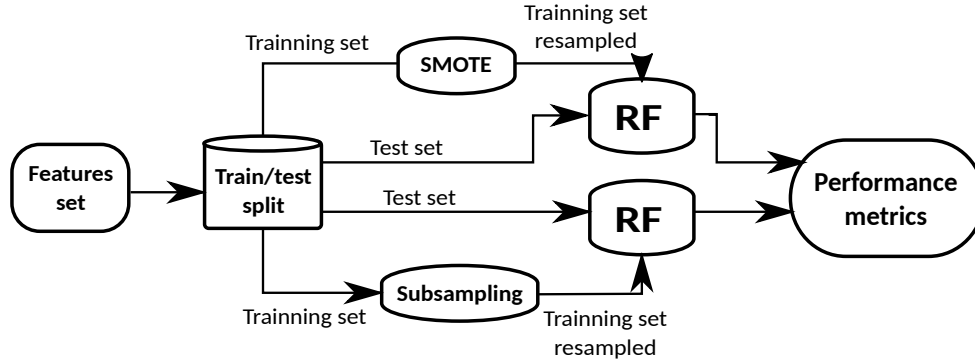 Trainning set
Trainning set
resampled
SMOTE
RF
Test set
Features
set
Train/test
split
Test set
RF
Performance
metrics
Subsampling
Trainning set
Trainning set
resampled